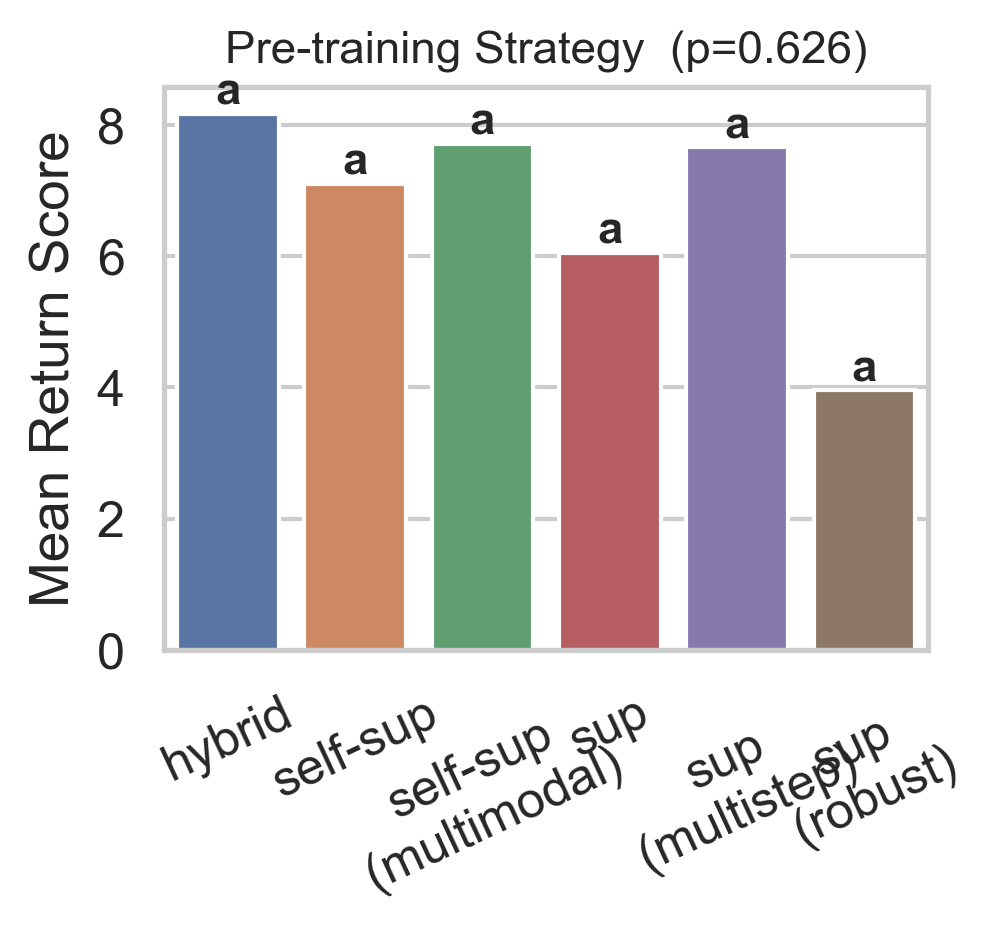 Pre-training Strategy (p=0.626)
Mean Return Score
8
6
4
2
0
a
a
a
a
a
a
hybrid
self-sup
self-sup
(multimodal)
sup
sup
(multistep)
sup
(robust)